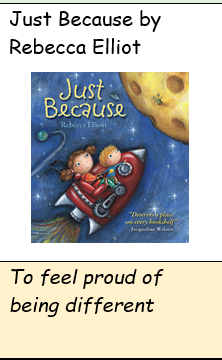 Just Because by
Rebecca Elliot
Just
Because
Rebecca Elliott
"Deserves a place
on every bookshelf"
Jacqueline Wilson
To feel proud of
being different